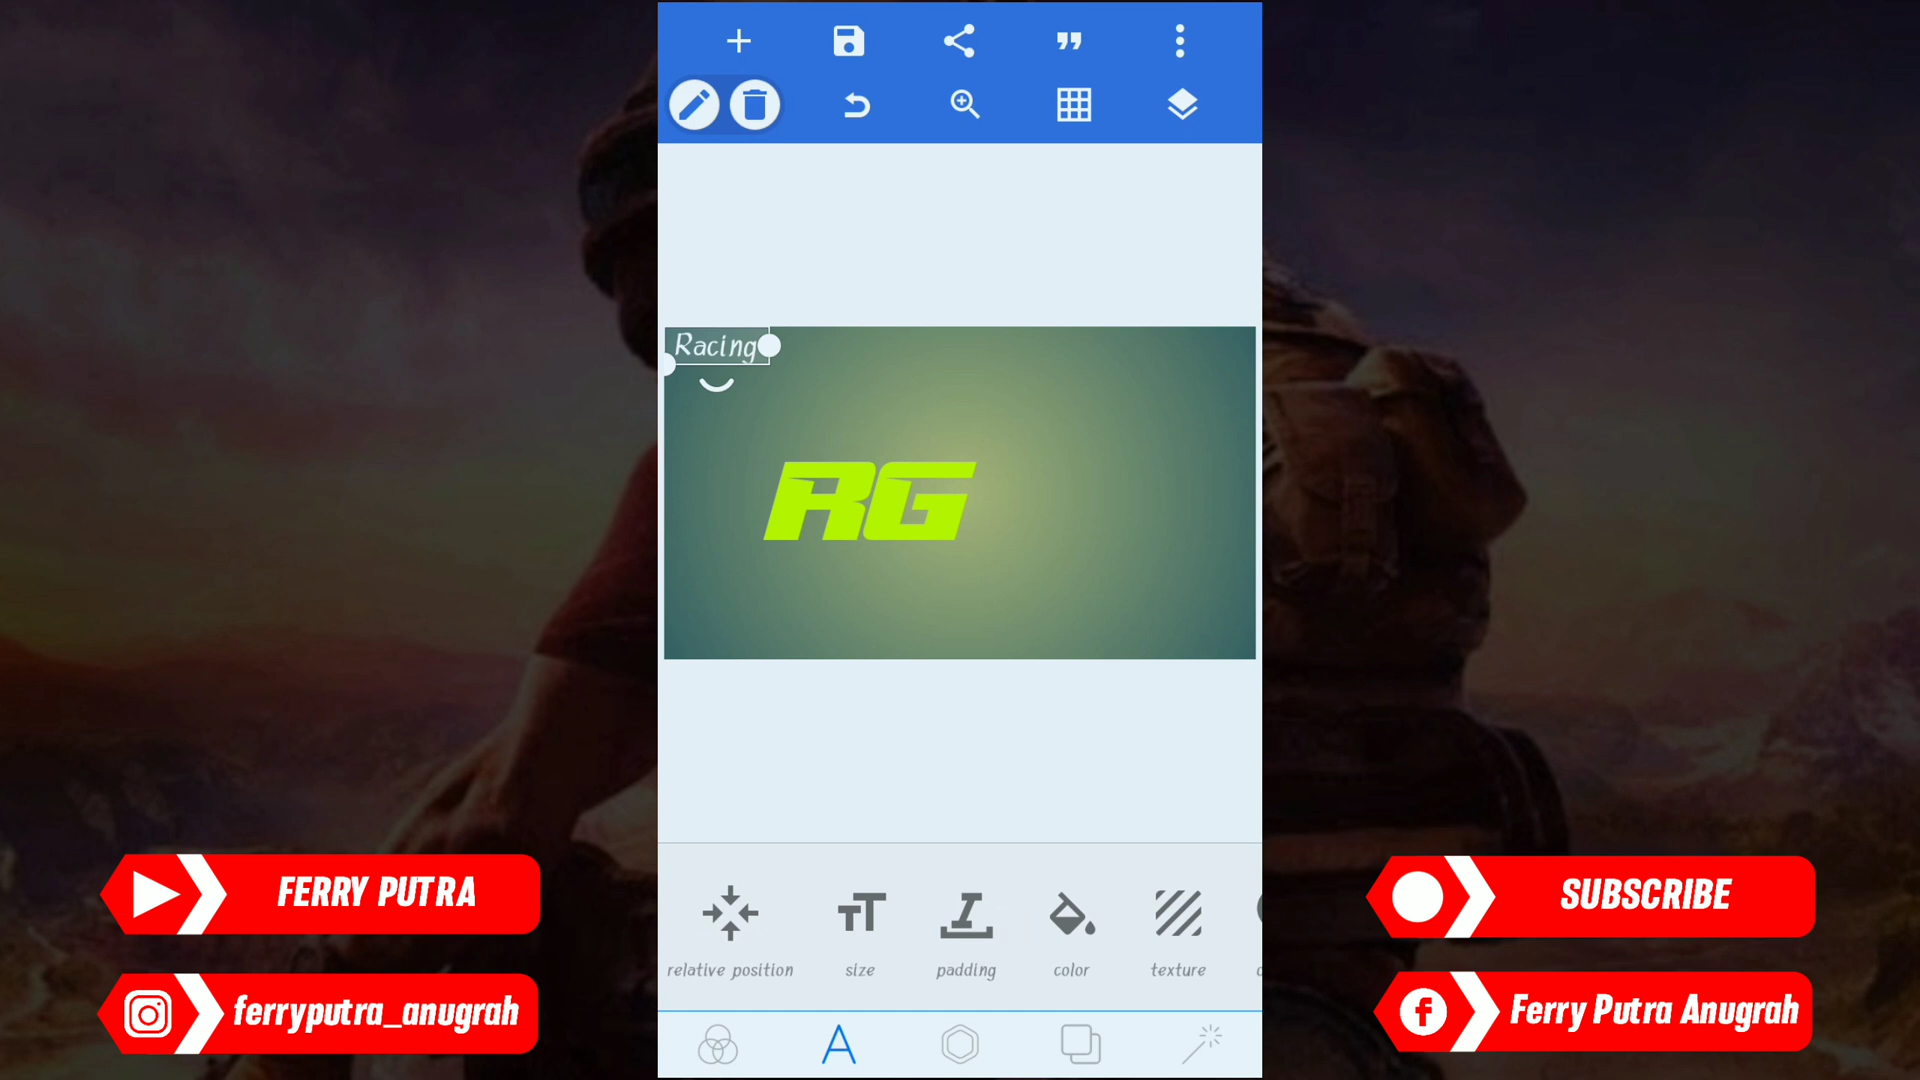 Racing
RG
relative position
size
padding
color
texture
FERRY PUTRA
ferryputra_anugrah
SUBSCRIBE
Ferry Putra Anugrah